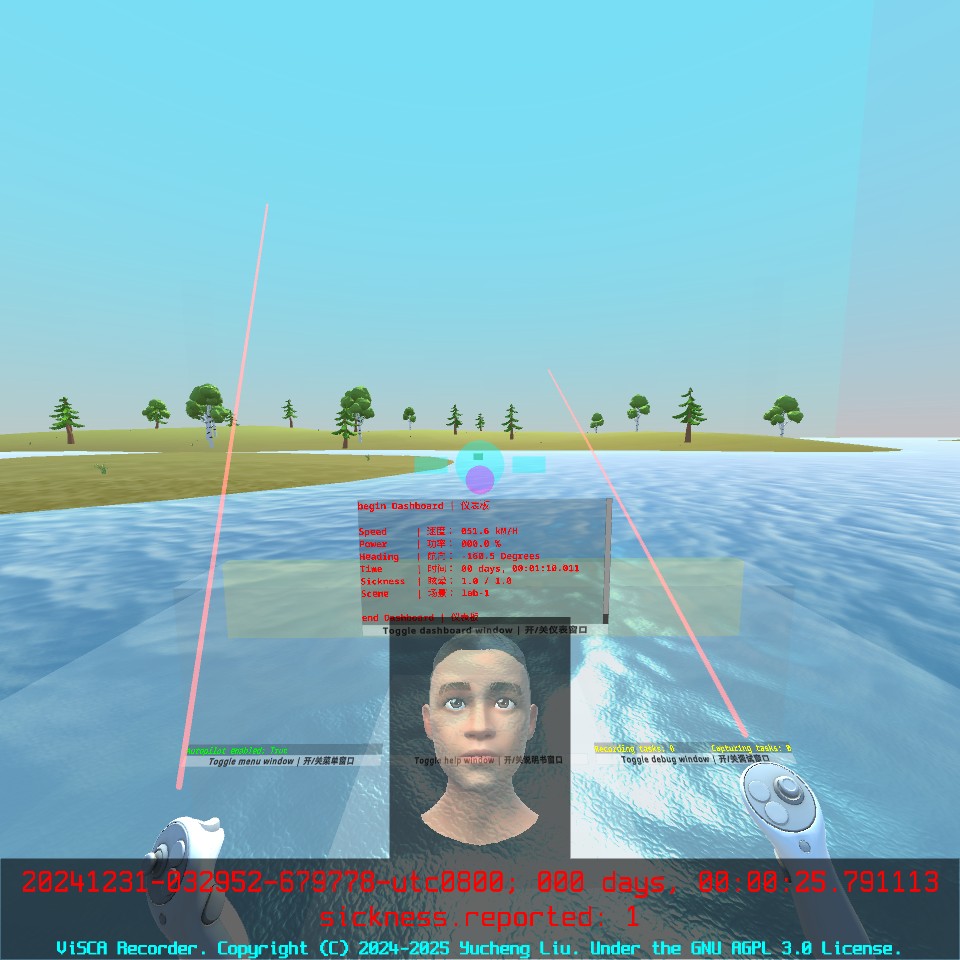 begin Dashboard | 仪表板
Speed | 速度： 051.6 kM/H
Power | 功率： 000.0 %
Heading | 航向： -160.5 Degrees
Time | 时间： 00 days, 00:01:10.011
Sickness | 眩晕： 1.0 / 1.0
Scene | 场景： lob-1
end Dashboard | 仪表板
Toggle dashboard window | 开/关仪表窗口
Autopilot enabled: True
Toggle menu window | 开/关菜单窗口
Toggle help window | 开/关说明书窗口
Recording tasks: 6 Capturing tasks: 0
Toggle debug window | 开/关调试窗口
20241231-032952-679778-utc0800; 000 days, 00:00:25.791113
sickness.reported: 1
ViSCA Recorder. Copyright (C) 2024-2025 Yucheng Liu. Under the GNU AGPL 3.0 License.